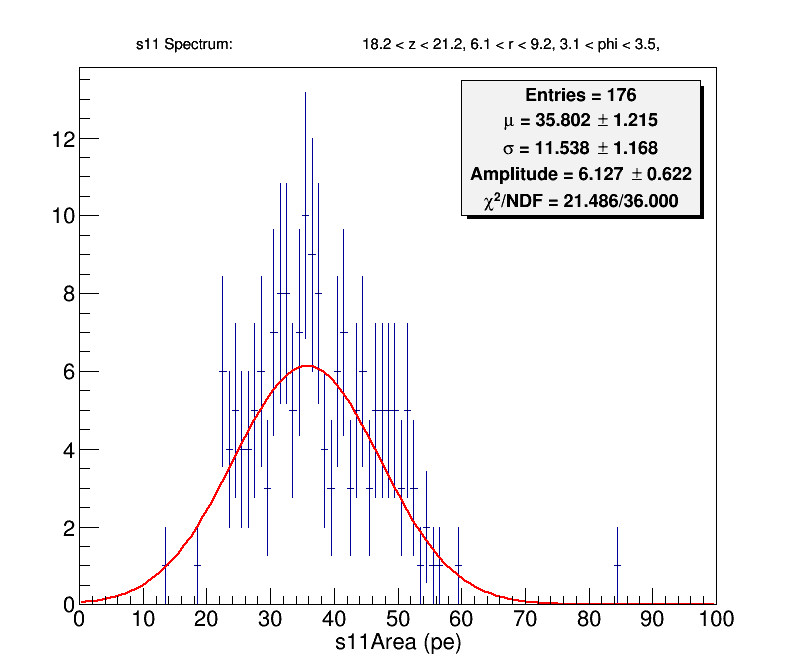 s11 Spectrum: 18.2 < z < 21.2, 6.1 < r < 9.2, 3.1 < phi < 3.5,
Entries = 176
μ = 35.802 ± 1.215
σ = 11.538 ± 1.168
Amplitude = 6.127 ± 0.622
χ²/NDF = 21.486/36.000
12
10
8
6
4
2
0
0 10 20 30 40 50 60 70 80 90 100
s11Area (pe)